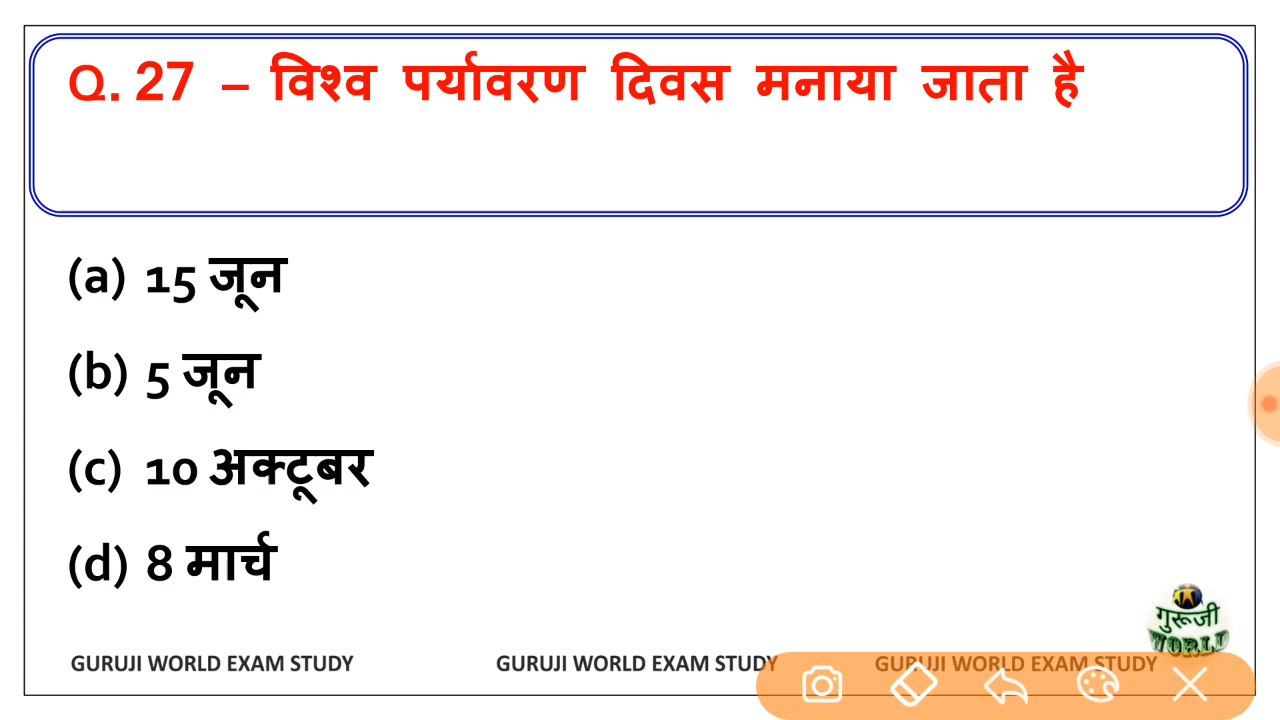 Q. 27 – विश्व पर्यावरण दिवस मनाया जाता है
(a) 15 जून
(b) 5 जून
(c) 10 अक्टूबर
(d) 8 मार्च
गुरूजी
WORLD
GURUJI WORLD EXAM STUDY GURUJI WORLD EXAM STUDY GURUJI WORLD EXAM STUDY